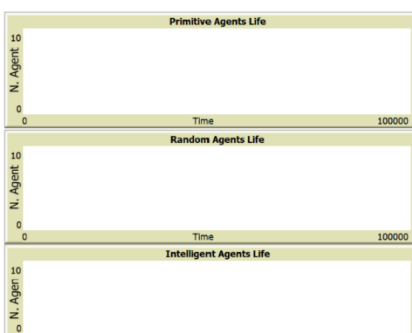 Primitive Agents Life
10
N. Agent
0
0 Time 100000
Random Agents Life
10
N. Agent
0
0 Time 100000
Intelligent Agents Life
10
N. Agen
0